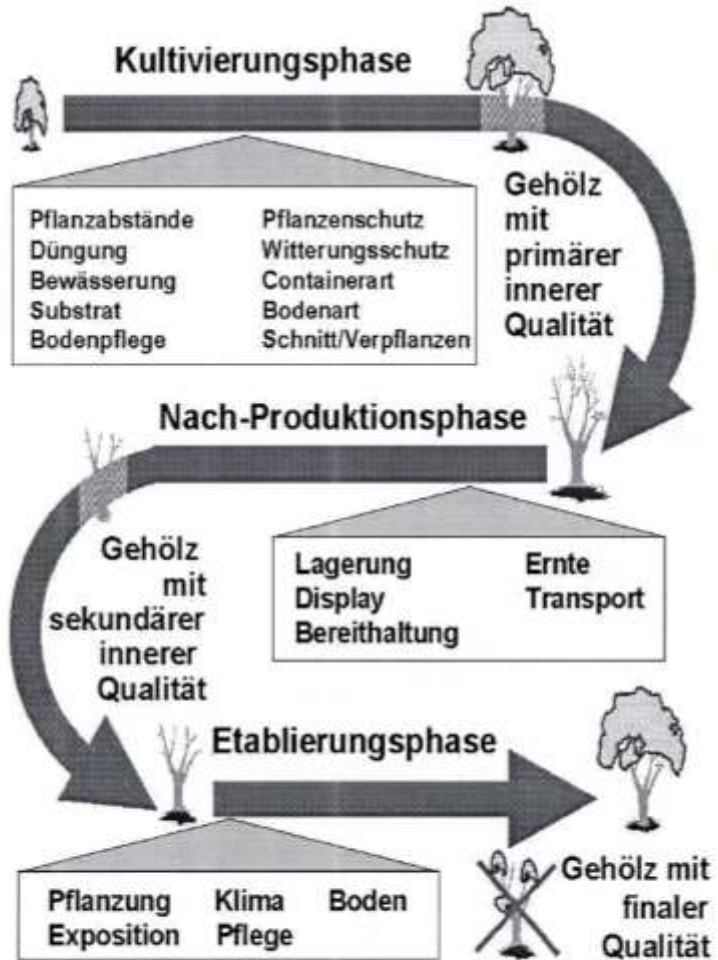 Kultivierungsphase
Pflanzabstände Pflanzenschutz
Düngung Witterungsschutz
Bewässerung Containerart
Substrat Bodenart
Bodenpflege Schnitt/Verpflanzen
Gehölz
mit
primärer
innerer
Qualität
Nach-Produktionsphase
Lagerung Ernte
Display Transport
Bereithaltung
Gehölz
mit
sekundärer
innerer
Qualität
Etablierungsphase
Pflanzung Klima Boden
Exposition Pflege
Gehölz mit
finaler
Qualität